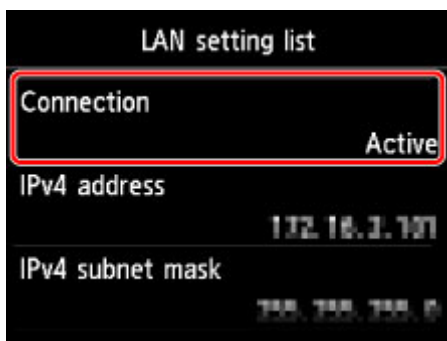 LAN setting list
Connection
Active
IPv4 address
IPv4 subnet mask